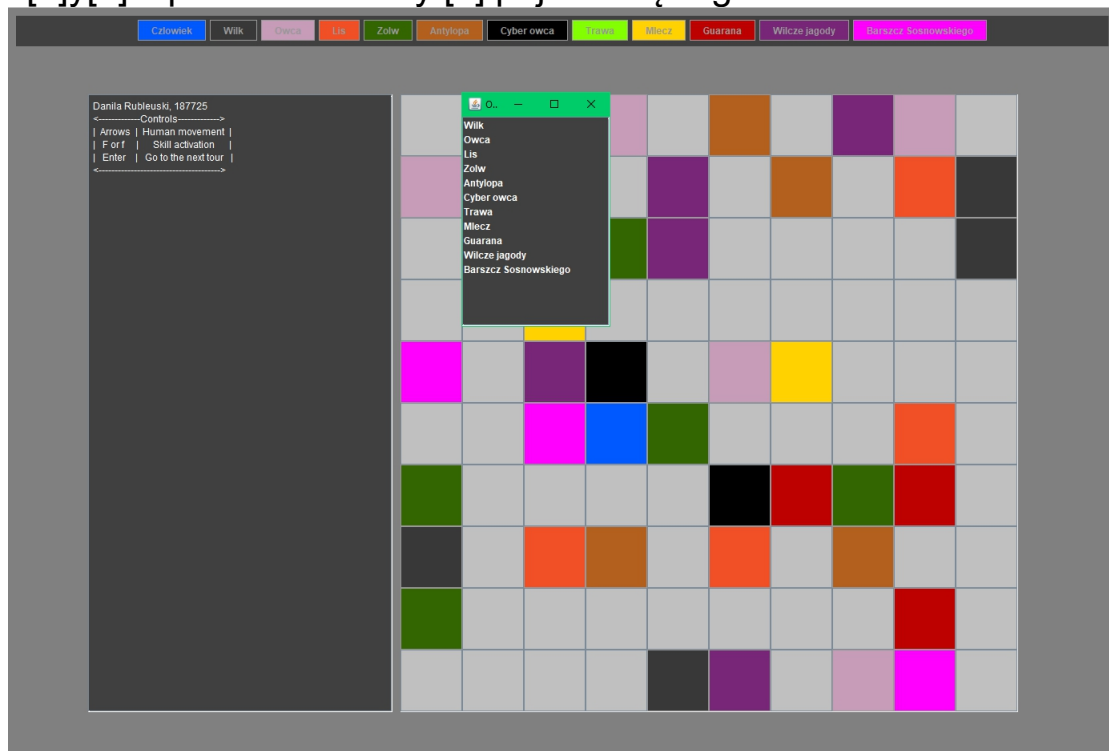 Człowiek Wilk Owca Lis Zolw Antylopa Cyber owca Trawa Mlecz Guarana Wilcze jagody Barszcz Sosnowskiego
Danila Rubleuski, 187725
<-------------Controls------------->
| Arrows | Human movement |
| F or f | Skill activation |
| Enter | Go to the next tour |
<--------------------------------------->
O..
Wilk
Owca
Lis
Zolw
Antylopa
Cyber owca
Trawa
Mlecz
Guarana
Wilcze jagody
Barszcz Sosnowskiego